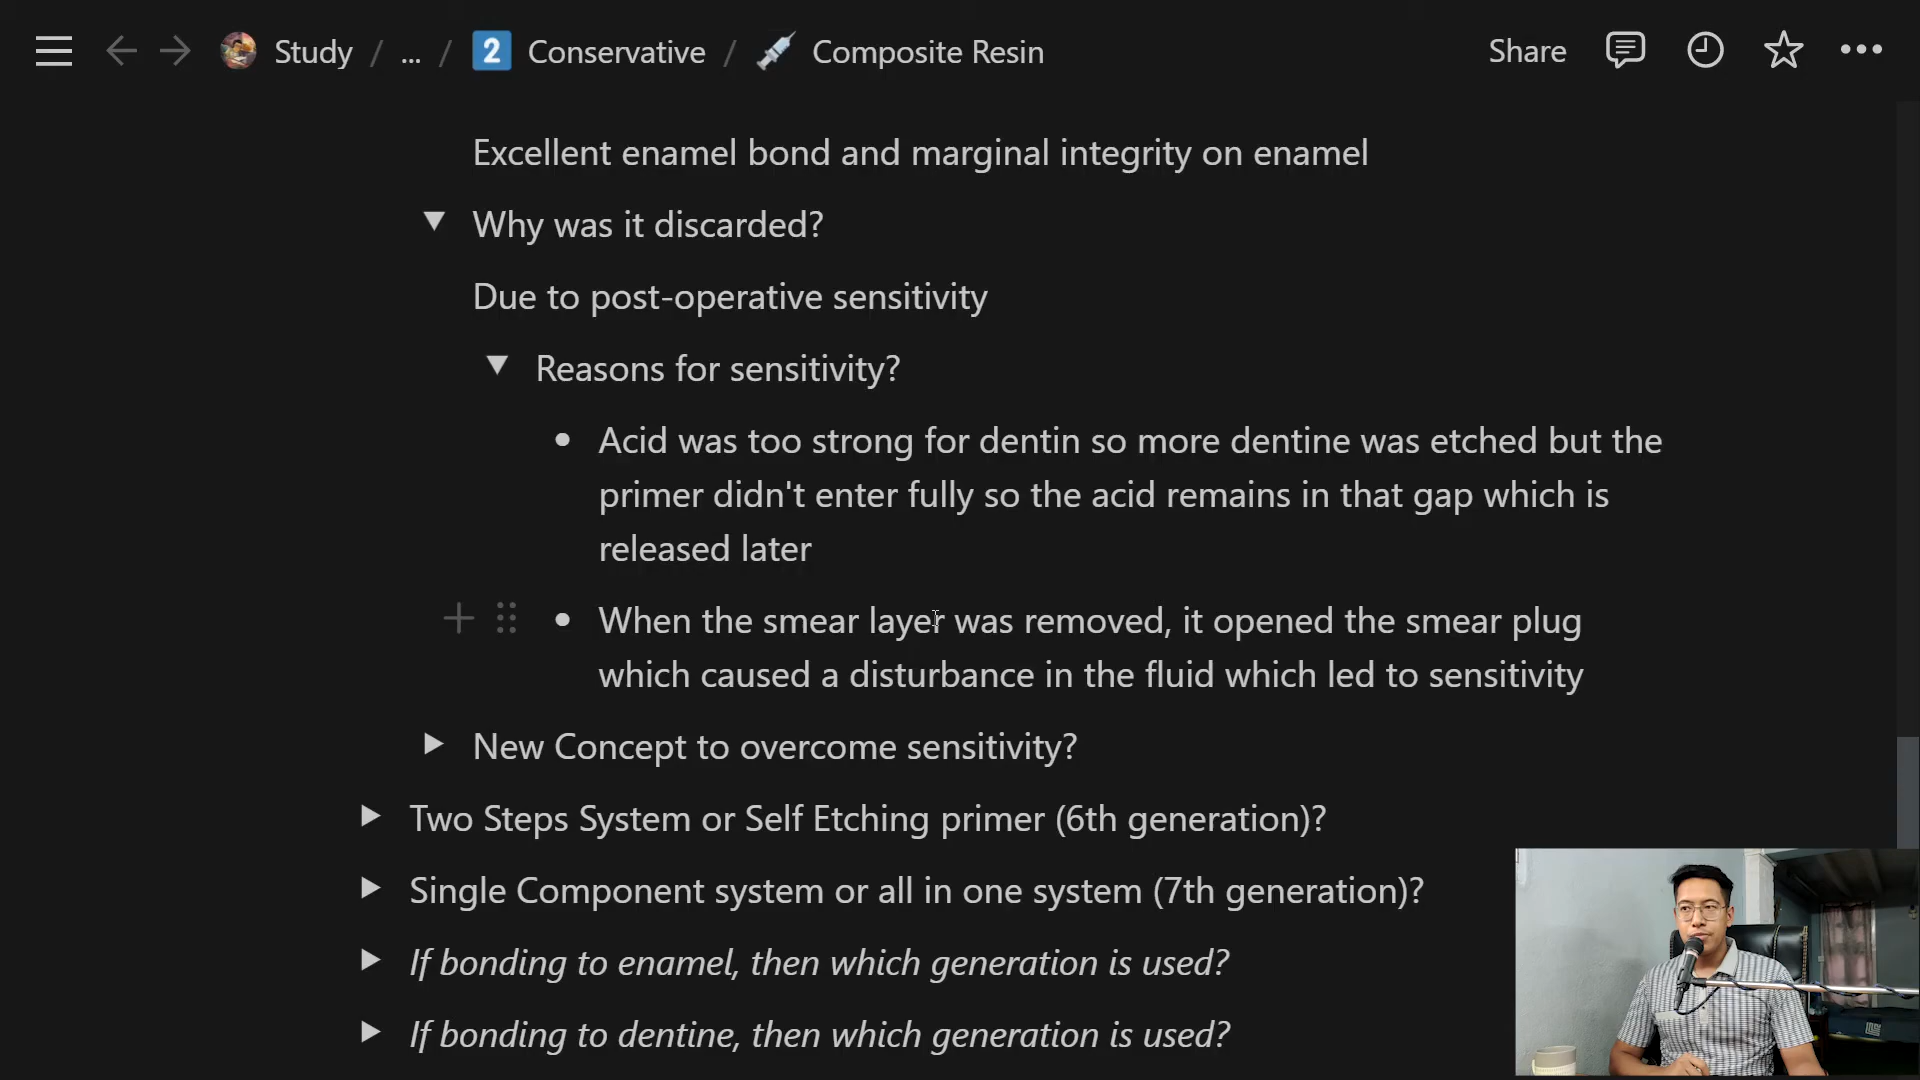 Study / ... / 2 Conservative / Composite Resin
Share
Excellent enamel bond and marginal integrity on enamel
Why was it discarded?
Due to post-operative sensitivity
Reasons for sensitivity?
Acid was too strong for dentin so more dentine was etched but the
primer didn't enter fully so the acid remains in that gap which is
released later
When the smear layer was removed, it opened the smear plug
which caused a disturbance in the fluid which led to sensitivity
New Concept to overcome sensitivity?
Two Steps System or Self Etching primer (6th generation)?
Single Component system or all in one system (7th generation)?
If bonding to enamel, then which generation is used?
If bonding to dentine, then which generation is used?